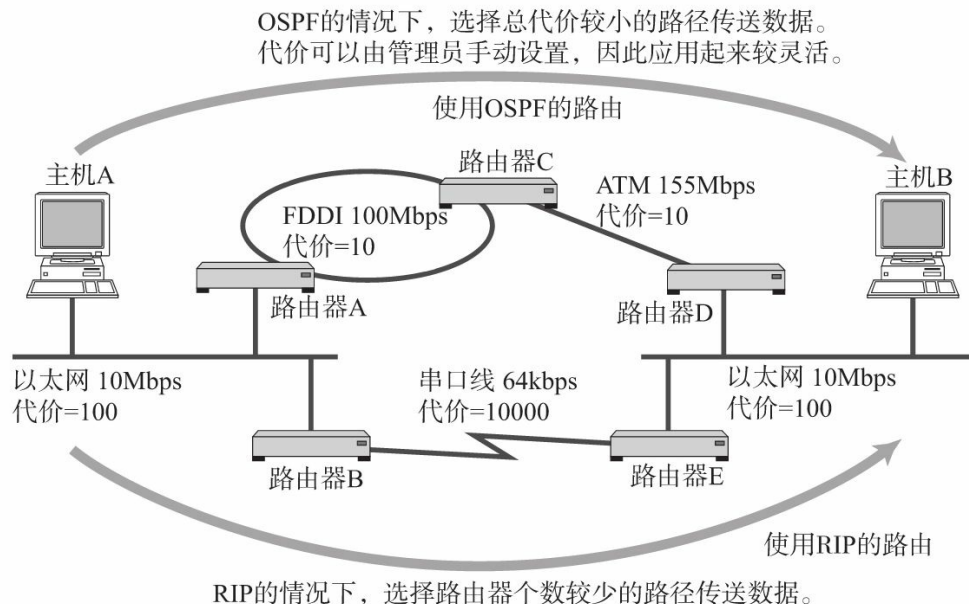 OSPF的情况下，选择总代价较小的路径传送数据。
代价可以由管理员手动设置，因此应用起来较灵活。
使用OSPF的路由
主机A
路由器C
主机B
ATM 155Mbps
代价=10
FDDI 100Mbps
代价=10
路由器A
路由器D
以太网 10Mbps
代价=100
串口线 64kbps
代价=10000
以太网 10Mbps
代价=100
路由器B
路由器E
使用RIP的路由
RIP的情况下，选择路由器个数较少的路径传送数据。